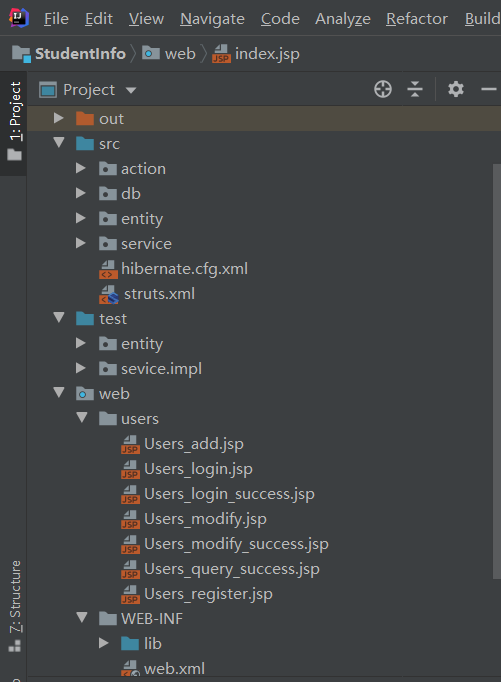 File Edit View Navigate Code Analyze Refactor Build
StudentInfo web index.jsp
1: Project
Project
out
src
action
db
entity
service
hibernate.cfg.xml
struts.xml
test
entity
sevice.impl
web
users
Users_add.jsp
Users_login.jsp
Users_login_success.jsp
Users_modify.jsp
Users_modify_success.jsp
Users_query_success.jsp
Users_register.jsp
WEB-INF
lib
web.xml
7: Structure